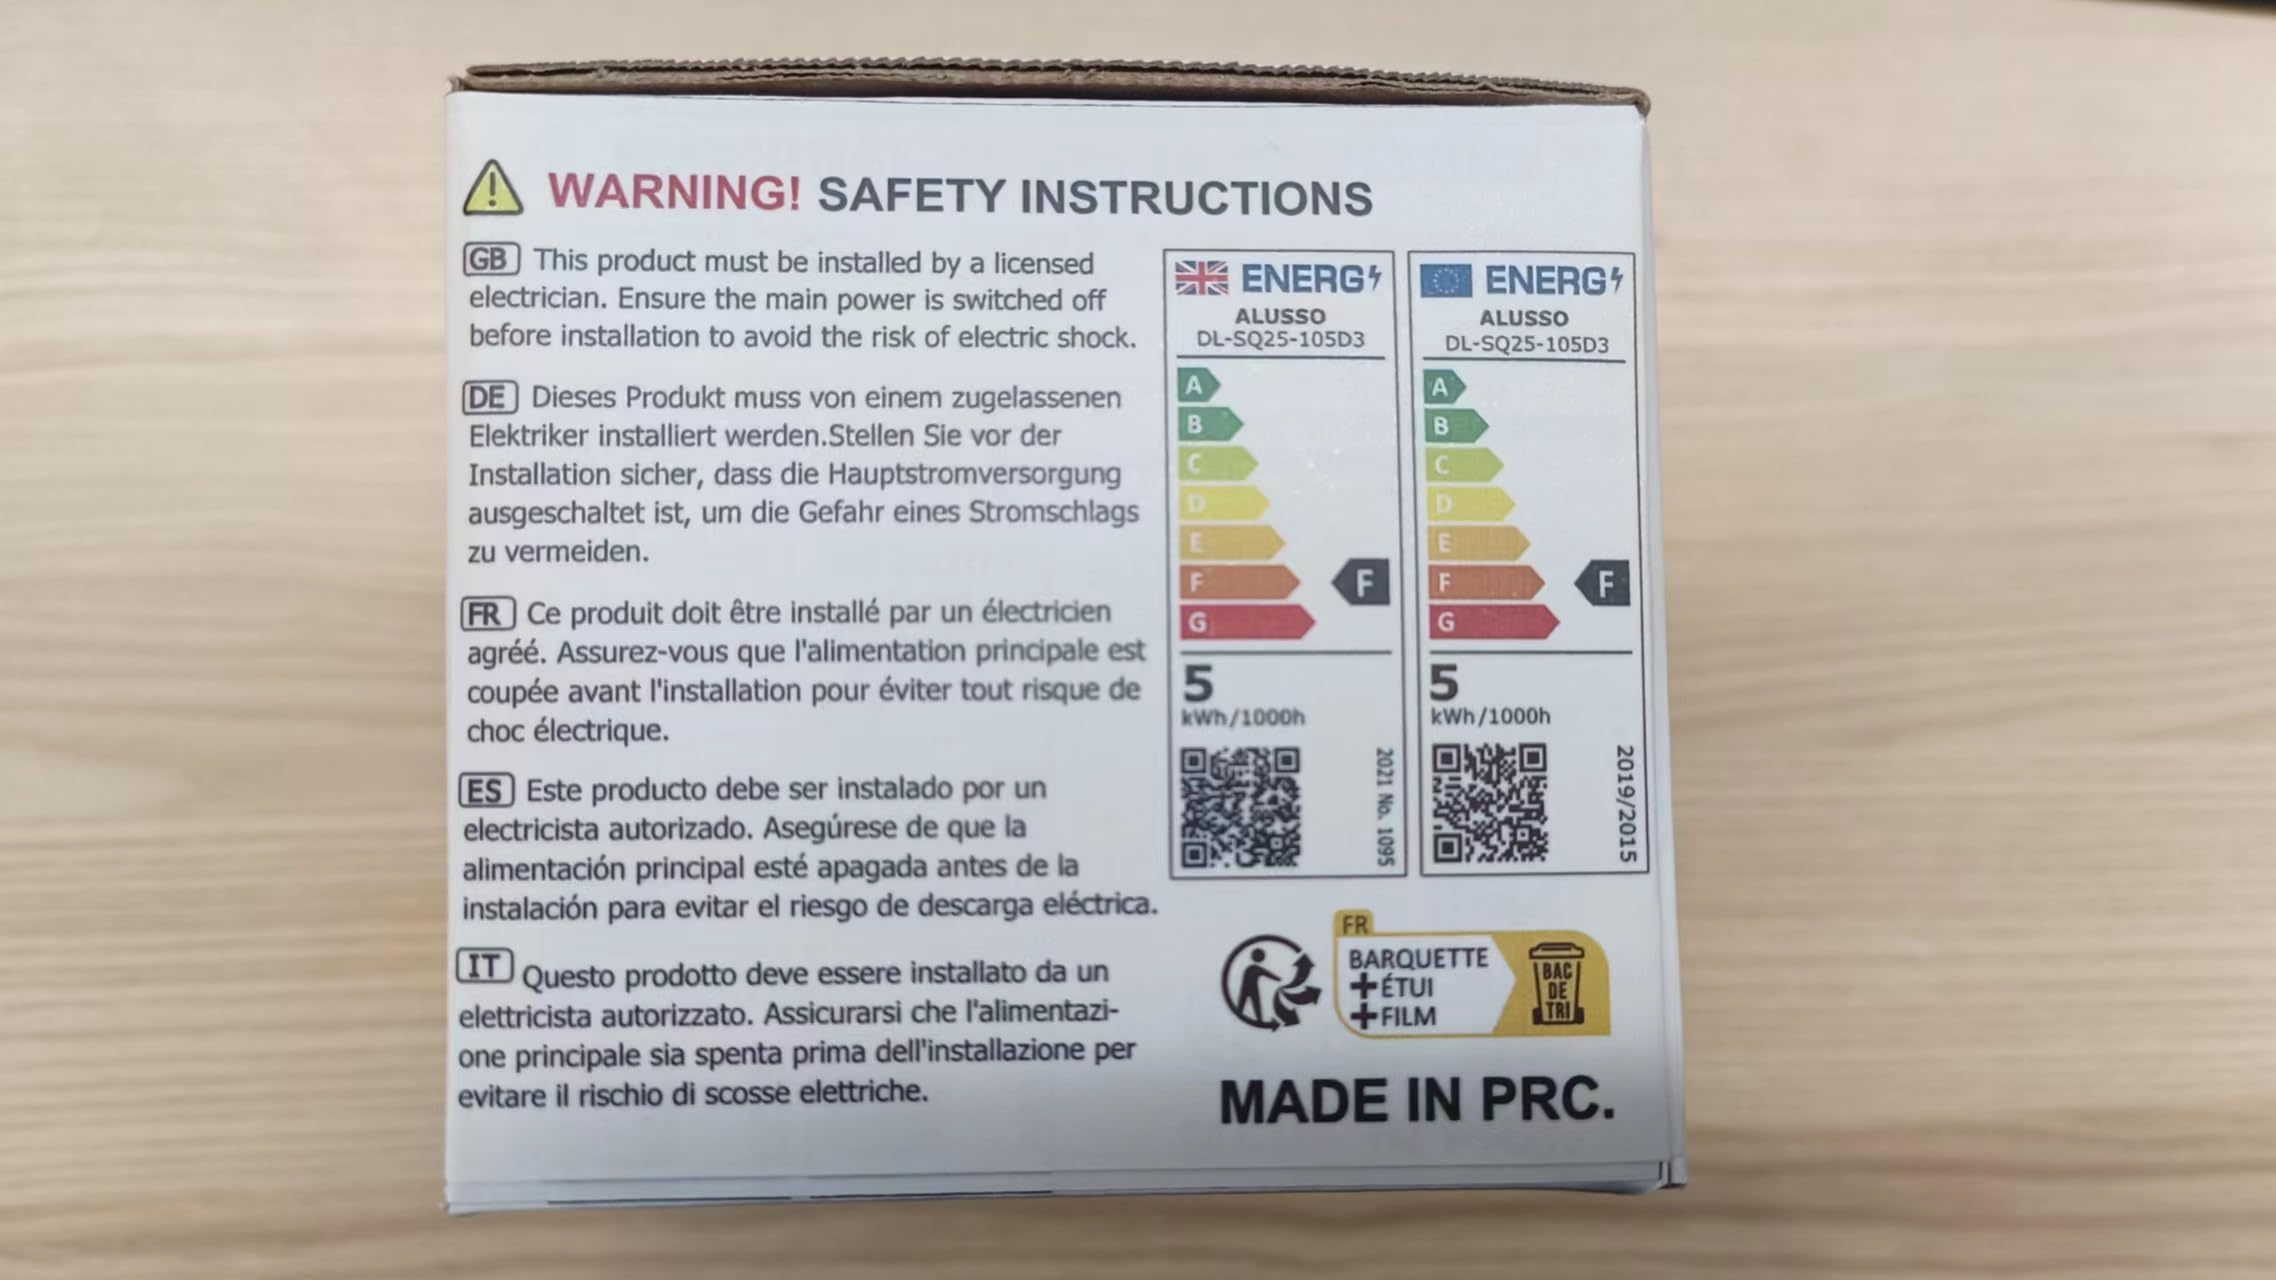 WARNING! SAFETY INSTRUCTIONS
GB This product must be installed by a licensed
electrician. Ensure the main power is switched off
before installation to avoid the risk of electric shock.
DE Dieses Produkt muss von einem zugelassenen
Elektriker installiert werden.Stellen Sie vor der
Installation sicher, dass die Hauptstromversorgung
ausgeschaltet ist, um die Gefahr eines Stromschlags
zu vermeiden.
FR Ce produit doit être installé par un électricien
agréé. Assurez-vous que l'alimentation principale est
coupée avant l'installation pour éviter tout risque de
choc électrique.
ES Este producto debe ser instalado por un
electricista autorizado. Asegúrese de que la
alimentación principal esté apagada antes de la
instalación para evitar el riesgo de descarga eléctrica.
IT Questo prodotto deve essere installato da un
elettricista autorizzato. Assicurarsi che l'alimentazi-
one principale sia spenta prima dell'installazione per
evitare il rischio di scosse elettriche.
ENERG
ALUSSO
DL-SQ25-105D3
A
B
C
D
E
F
F
G
5
kWh/1000h
2021 No. 1095
ENERG
ALUSSO
DL-SQ25-105D3
A
B
C
D
E
F
F
G
5
kWh/1000h
2019/2015
FR
BARQUETTE
+ÉTUI
+FILM
BAC
DE
TRI
MADE IN PRC.